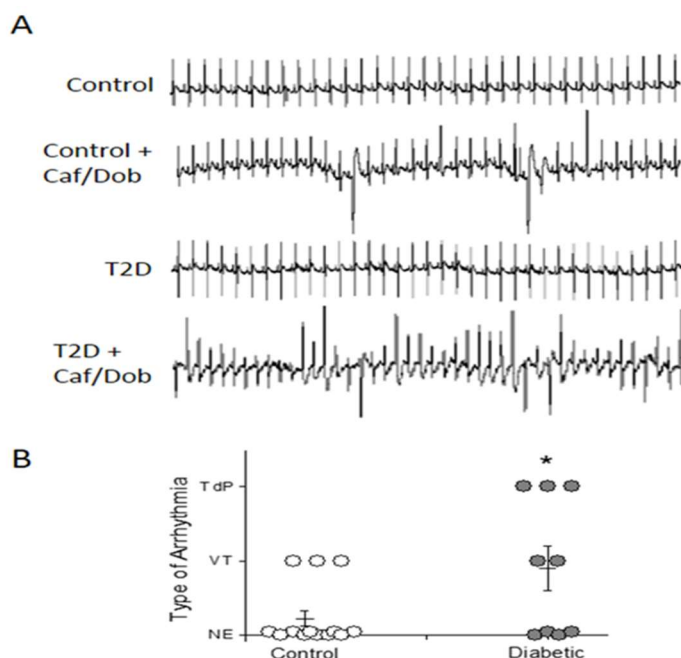 A
Control
Control +
Caf/Dob
T2D
T2D +
Caf/Dob
B
*
Type of Arrhythmia
TdP
VT
NE
Control
Diabetic